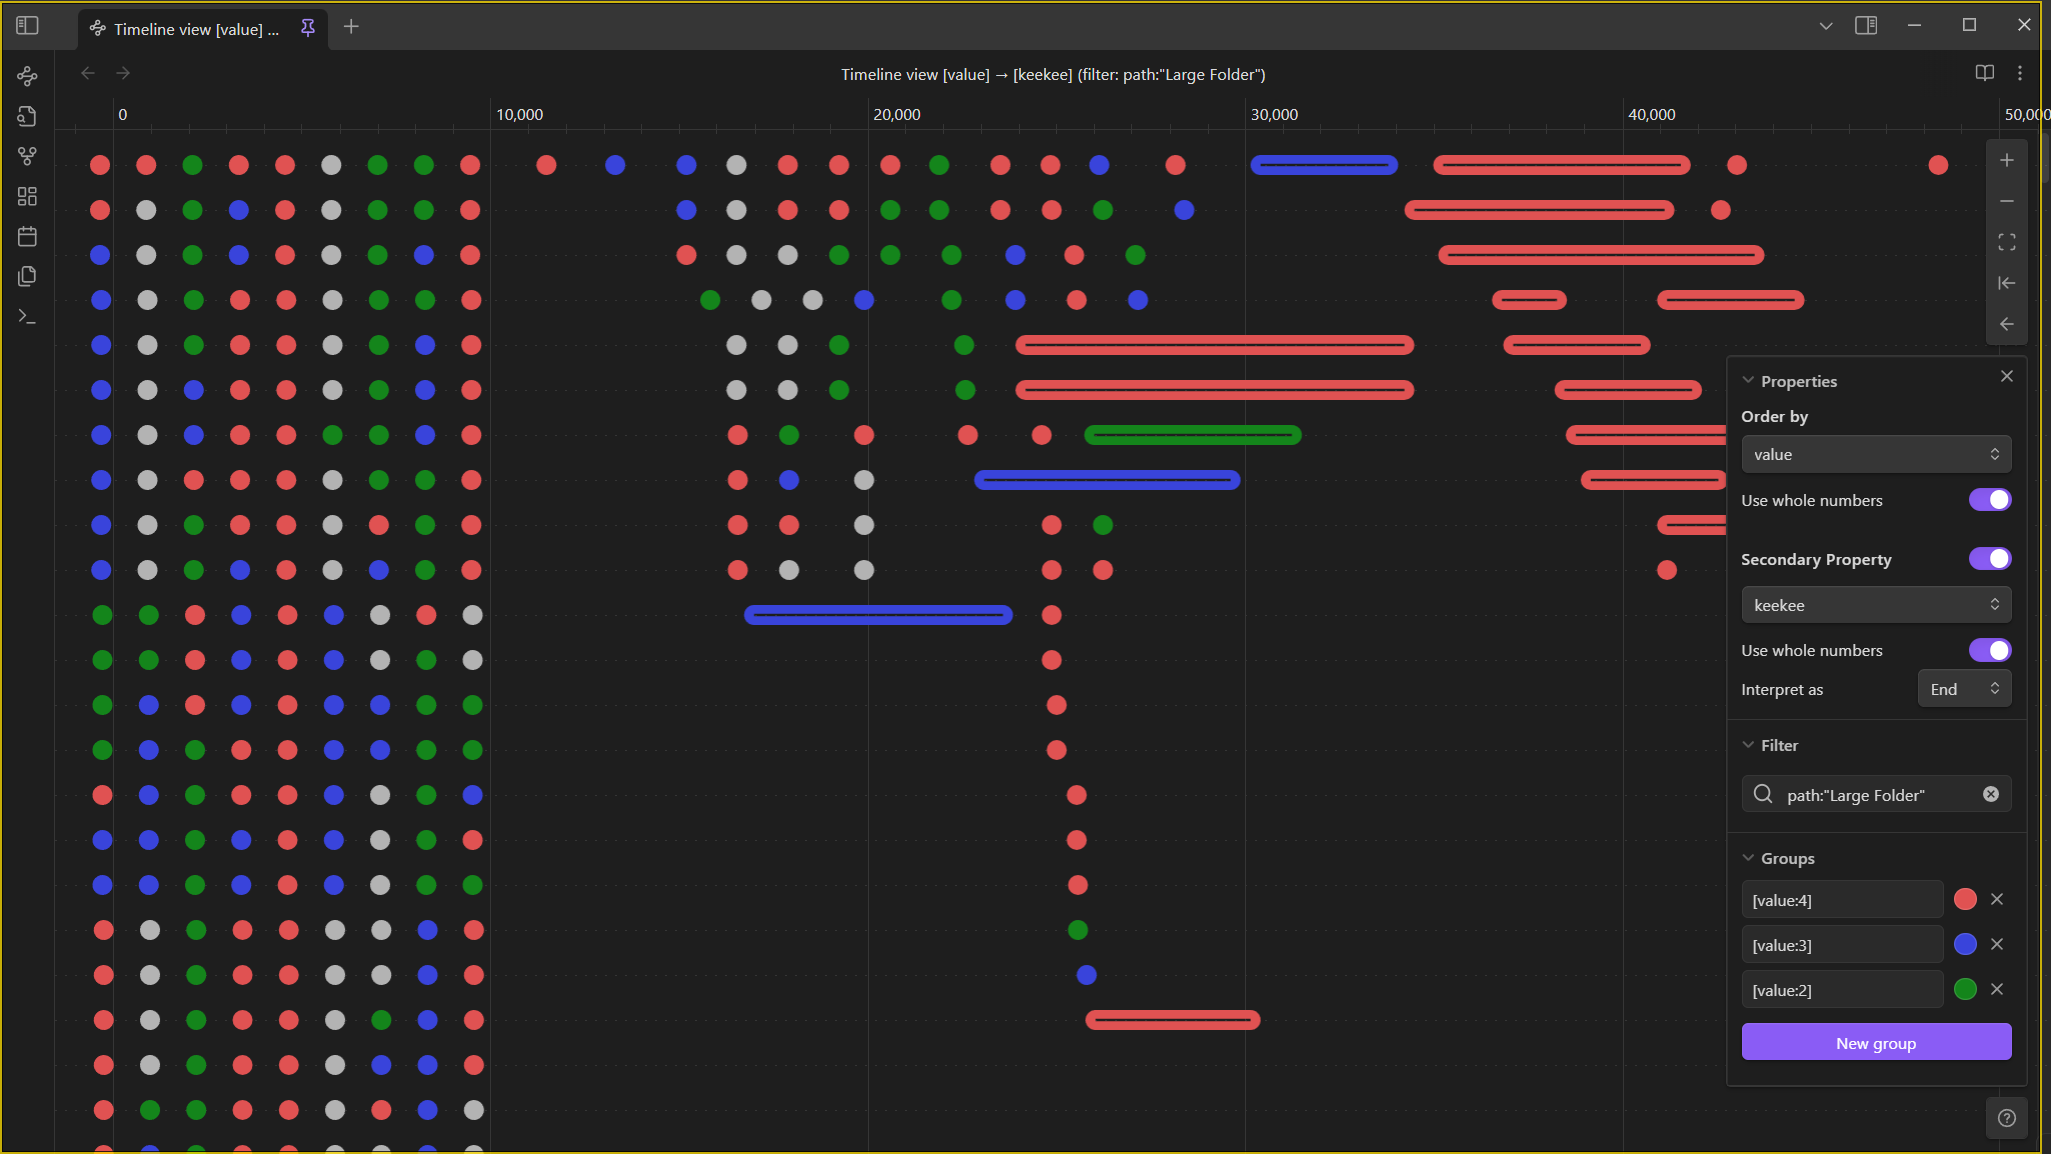 Timeline view [value] ...
Timeline view [value] → [keekee] (filter: path:"Large Folder")
0
10,000
20,000
30,000
40,000
50,000
Properties
Order by
value
Use whole numbers
Secondary Property
keekee
Use whole numbers
Interpret as
End
Filter
path:"Large Folder"
Groups
[value:4]
[value:3]
[value:2]
New group